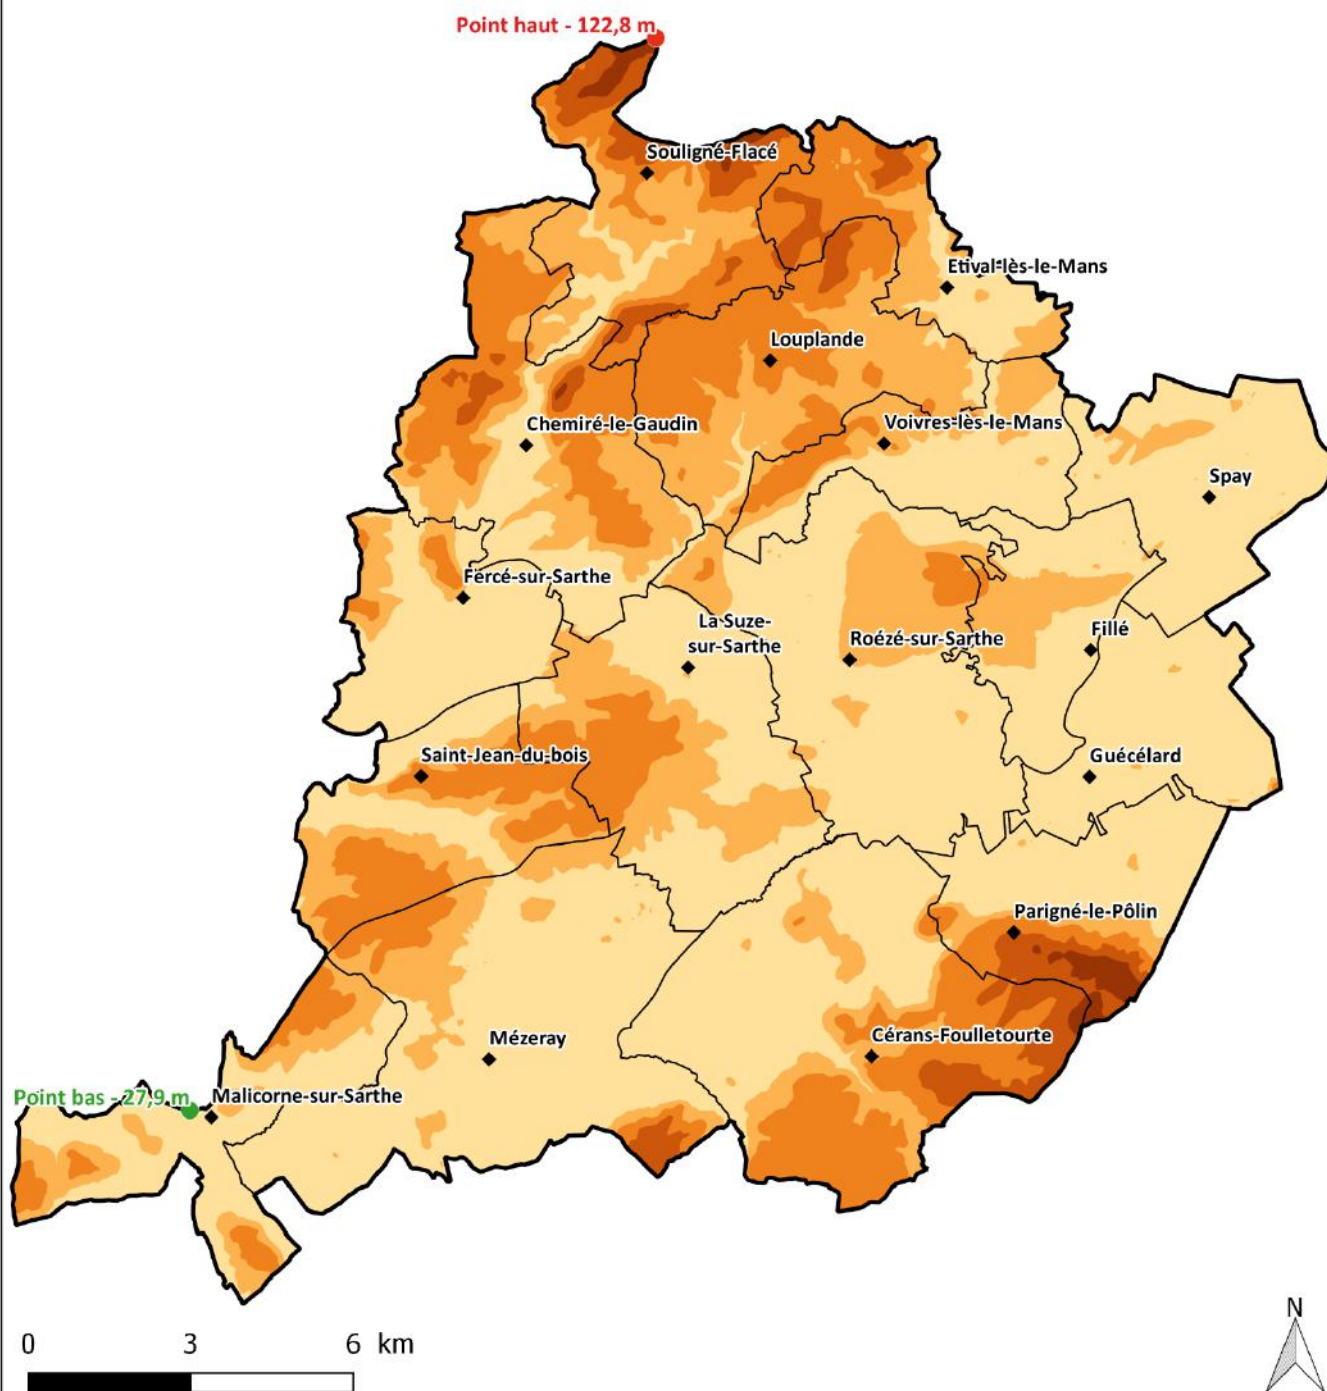 Point haut - 122,8 m
Souligné-Flacé
Etival-lès-le-Mans
Louplande
Chemiré-le-Gaudin
Voivres-lès-le-Mans
Spay
Fercé-sur-Sarthe
La Suze-
sur-Sarthe
Roézé-sur-Sarthe
Fillé
Saint-Jean-du-bois
Guécélard
Parigné-le-Pôlin
Mézeray
Cérans-Foulletourte
Point bas - 27,9 m
Malicorne-sur-Sarthe
N
0 3 6 km